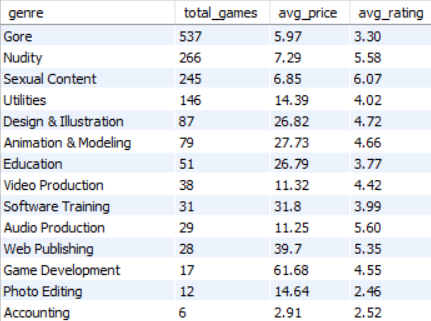 genre total_games avg_price avg_rating
Gore 537 5.97 3.30
Nudity 266 7.29 5.58
Sexual Content 245 6.85 6.07
Utilities 146 14.39 4.02
Design & Illustration 87 26.82 4.72
Animation & Modeling 79 27.73 4.66
Education 51 26.79 3.77
Video Production 38 11.32 4.42
Software Training 31 31.8 3.99
Audio Production 29 11.25 5.60
Web Publishing 28 39.7 5.35
Game Development 17 61.68 4.55
Photo Editing 12 14.64 2.46
Accounting 6 2.91 2.52